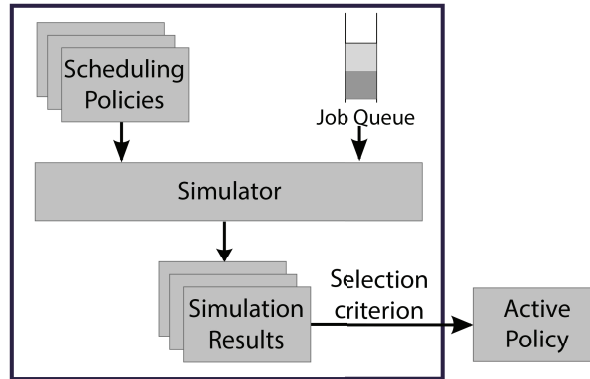 Scheduling
Policies
Job Queue
Simulator
Selection
criterion
Simulation
Results
Active
Policy